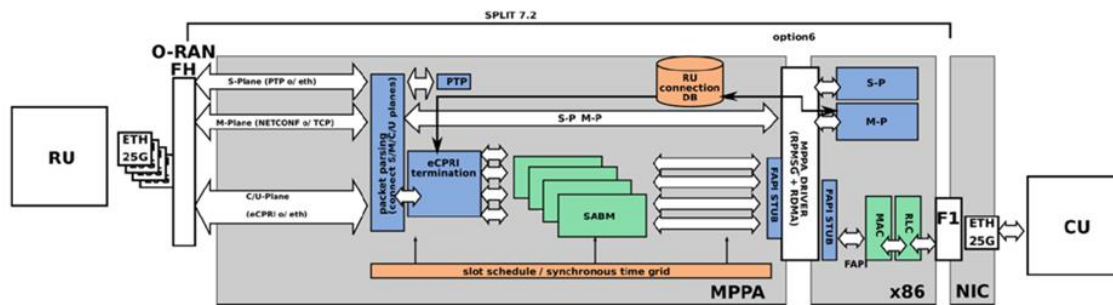 SPLIT 7.2
option6
O-RAN
FH
S-Plane (PTP o/ eth)
PTP
RU
connection
DB
S-P
M-Plane (NETCONF o/ TCP)
S-P M-P
M-P
RU
ETH
25G
packet parsing
(connect S/M/C/U planes)
eCPRI
termination
MPPA DRIVER
(RPMSG + RDMA)
C/U-Plane
(eCPRI o/ eth)
SABM
FAPI STUB
FAPI STUB
FAPI
MAC
RLC
F1
ETH
25G
CU
slot schedule / synchronous time grid
MPPA
x86
NIC